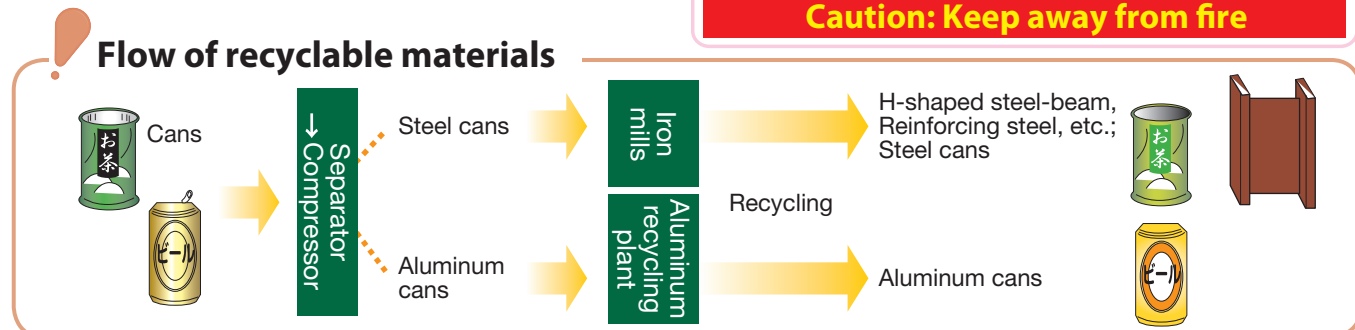 Caution: Keep away from fire
Flow of recyclable materials
Cans
お茶
ビール
Separator
→Compressor
Steel cans
Aluminum
cans
Iron
mills
Aluminum
recycling
plant
Recycling
H-shaped steel-beam,
Reinforcing steel, etc.;
Steel cans
お茶
Aluminum cans
ビール